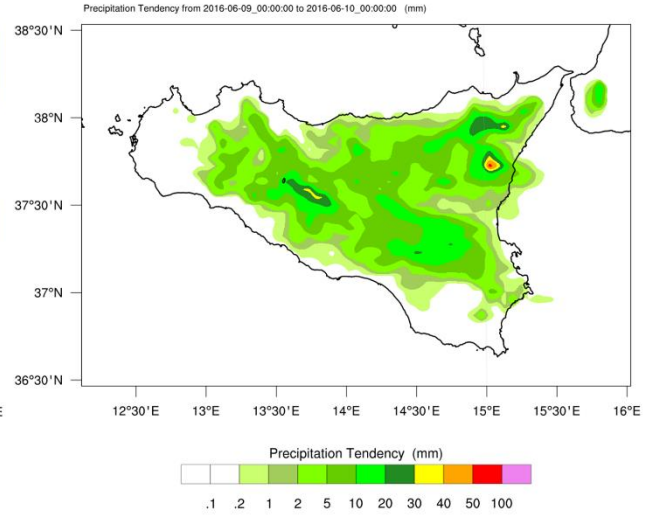 Precipitation Tendency from 2016-06-09_00:00:00 to 2016-06-10_00:00:00 (mm)
38°30'N
38°N
37°30'N
37°N
36°30'N
E
12°30'E 13°E 13°30'E 14°E 14°30'E 15°E 15°30'E 16°E
Precipitation Tendency (mm)
.1 .2 1 2 5 10 20 30 40 50 100